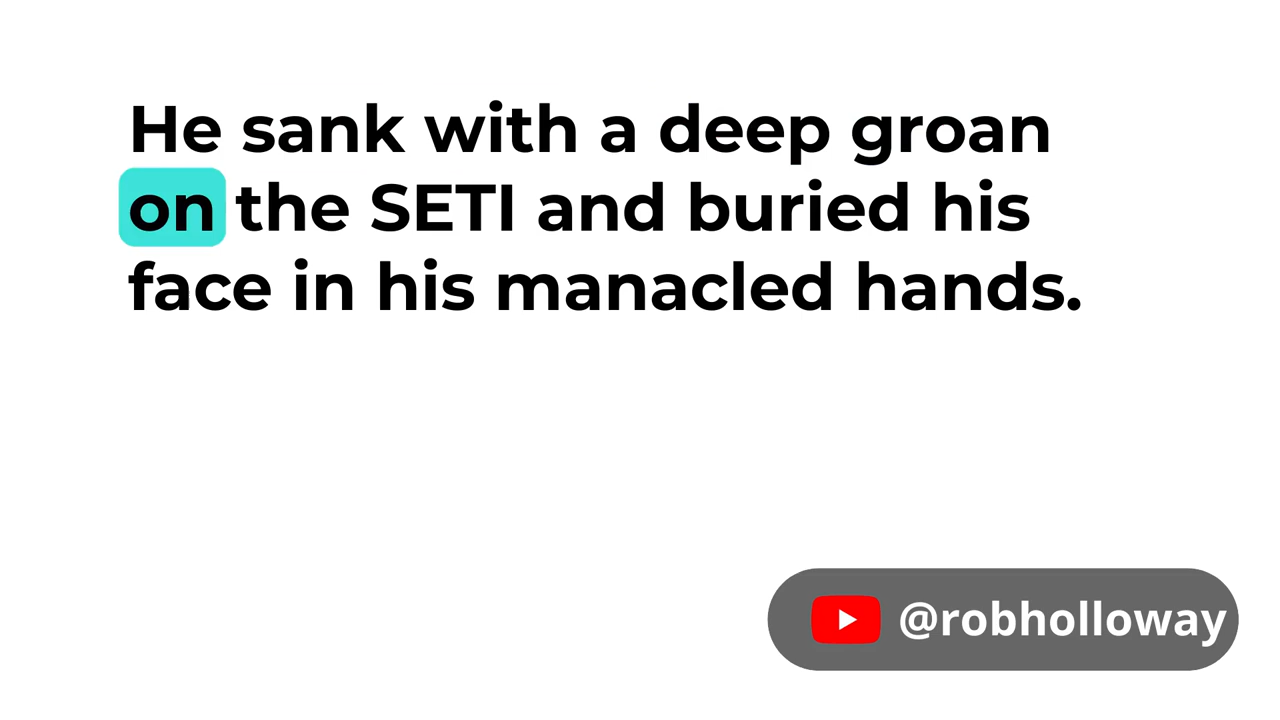 He sank with a deep groan
on the SETI and buried his
face in his manacled hands.
@robholloway